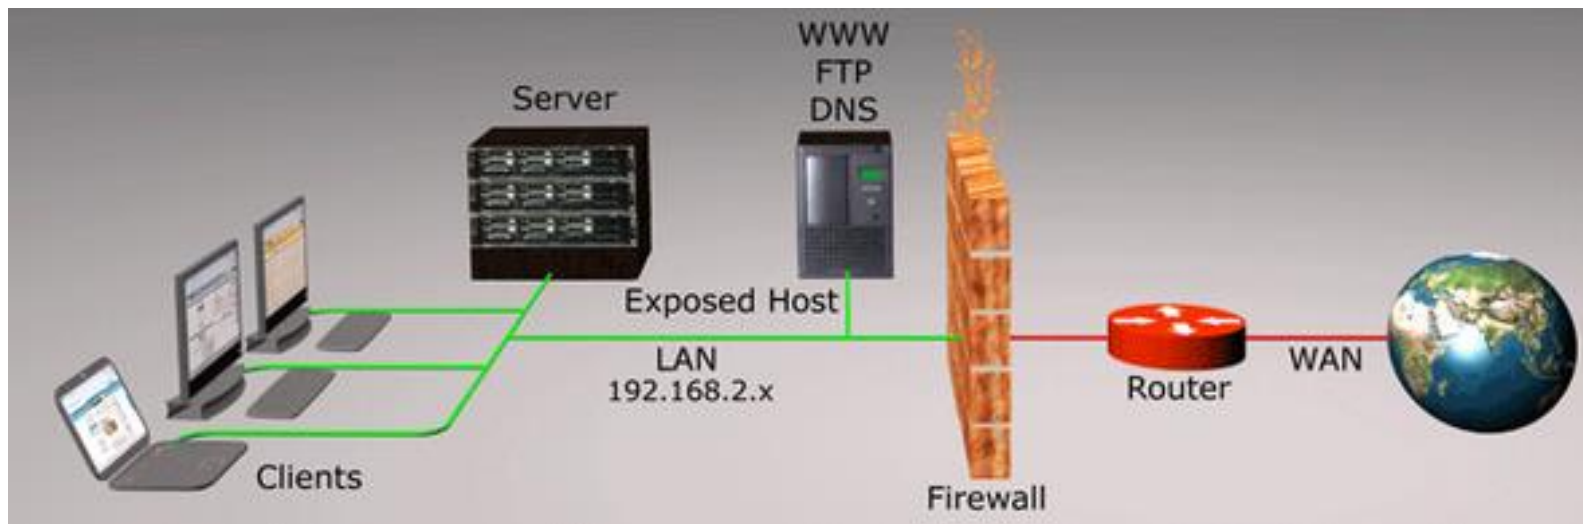 WWW
FTP
DNS
Server
Exposed Host
LAN
192.168.2.x
Clients
Firewall
Router
WAN